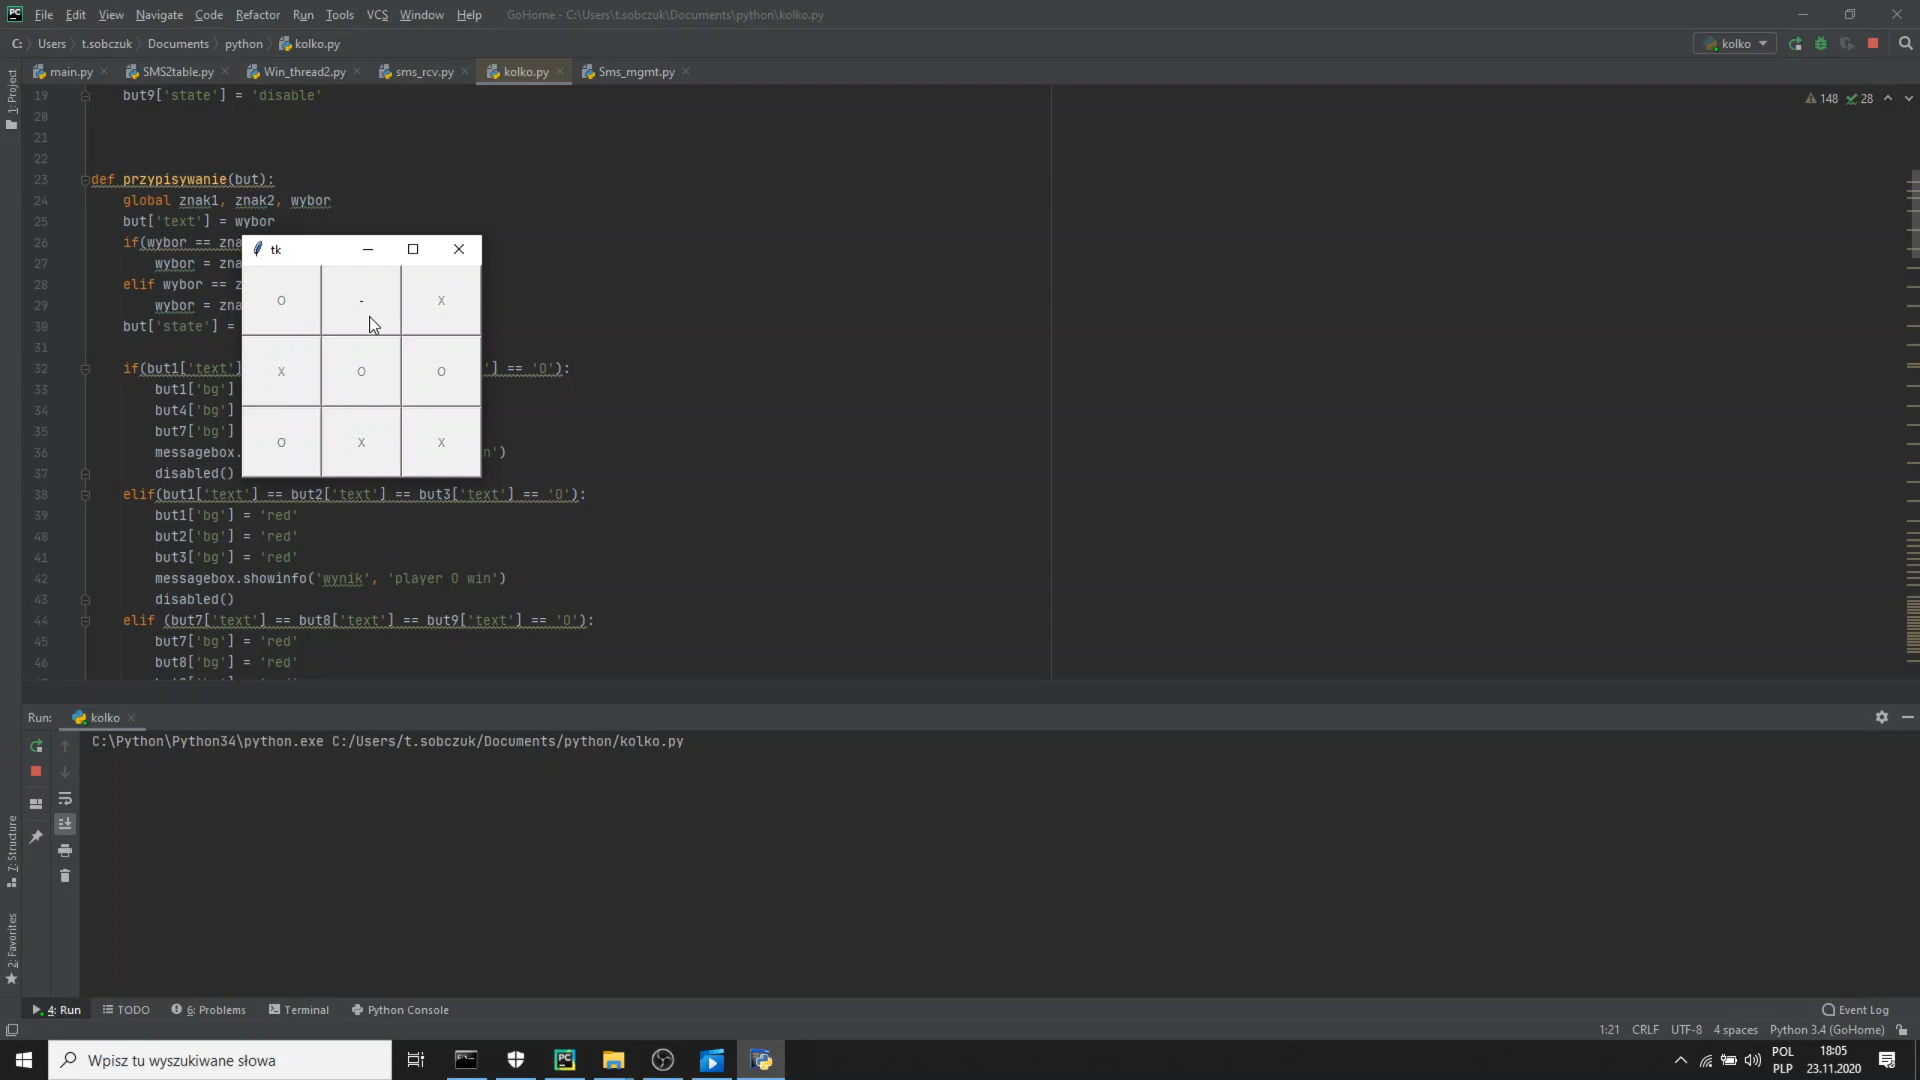 PC File Edit View Navigate Code Refactor Run Tools VCS Window Help GoHome - C:\Users\t.sobczuk\Documents\python\kolko.py
C: Users t.sobczuk Documents python kolko.py kolko
main.py SMS2table.py Win_thread2.py sms_rcv.py kolko.py Sms_mgmt.py
1: Project
148 28
19 but9['state'] = 'disable'
20
21
22
23 def przypisywanie(but):
24 global znak1, znak2, wybor
25 but['text'] = wybor
26 if(wybor == zna
27 wybor = zna
28 elif wybor == z
29 wybor = zna
30 but['state'] =
31
32 if(but1['text'] '] == 'O'):
33 but1['bg']
34 but4['bg']
35 but7['bg']
36 messagebox. n')
37 disabled()
38 elif(but1['text'] == but2['text'] == but3['text'] == 'O'):
39 but1['bg'] = 'red'
40 but2['bg'] = 'red'
41 but3['bg'] = 'red'
42 messagebox.showinfo('wynik', 'player O win')
43 disabled()
44 elif (but7['text'] == but8['text'] == but9['text'] == 'O'):
45 but7['bg'] = 'red'
46 but8['bg'] = 'red'
tk
O - X
X O O
O X X
Run: kolko
C:\Python\Python34\python.exe C:/Users/t.sobczuk/Documents/python/kolko.py
7: Structure
2: Favorites
4: Run TODO 6: Problems Terminal Python Console Event Log
1:21 CRLF UTF-8 4 spaces Python 3.4 (GoHome)
Wpisz tu wyszukiwane słowa
PC
POL 18:05
PLP 23.11.2020